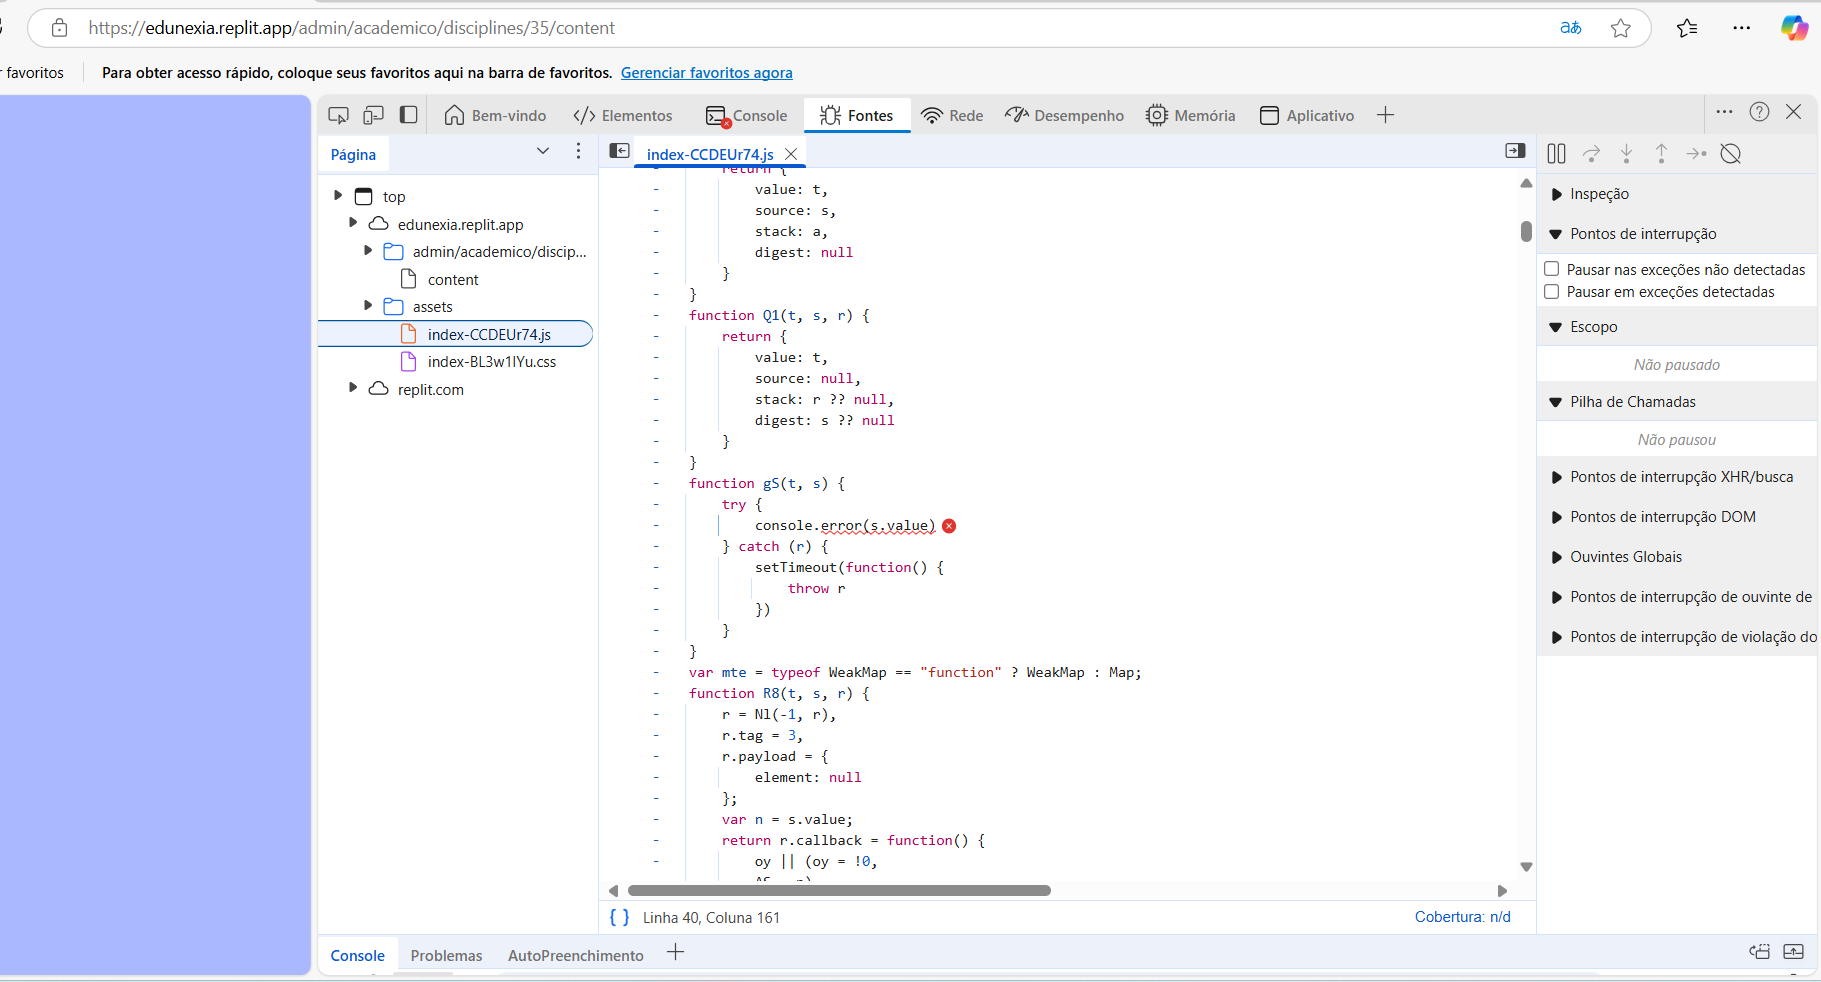 https://edunexia.replit.app/admin/academico/disciplines/35/content
aあ
r favoritos
Para obter acesso rápido, coloque seus favoritos aqui na barra de favoritos. Gerenciar favoritos agora
Bem-vindo
Elementos
Console
Fontes
Rede
Desempenho
Memória
Aplicativo
Página
top
edunexia.replit.app
admin/academico/discip...
content
assets
index-CCDEUr74.js
index-BL3w1lYu.css
replit.com
index-CCDEUr74.js
return {
value: t,
source: s,
stack: a,
digest: null
}
}
function Q1(t, s, r) {
return {
value: t,
source: null,
stack: r ?? null,
digest: s ?? null
}
}
function gS(t, s) {
try {
console.error(s.value)
} catch (r) {
setTimeout(function() {
throw r
})
}
}
var mte = typeof WeakMap == "function" ? WeakMap : Map;
function R8(t, s, r) {
r = Nl(-1, r),
r.tag = 3,
r.payload = {
element: null
};
var n = s.value;
return r.callback = function() {
oy || (oy = !0,
{ } Linha 40, Coluna 161
Cobertura: n/d
Inspeção
Pontos de interrupção
Pausar nas exceções não detectadas
Pausar em exceções detectadas
Escopo
Não pausado
Pilha de Chamadas
Não pausou
Pontos de interrupção XHR/busca
Pontos de interrupção DOM
Ouvintes Globais
Pontos de interrupção de ouvinte de
Pontos de interrupção de violação do
Console
Problemas
AutoPreenchimento